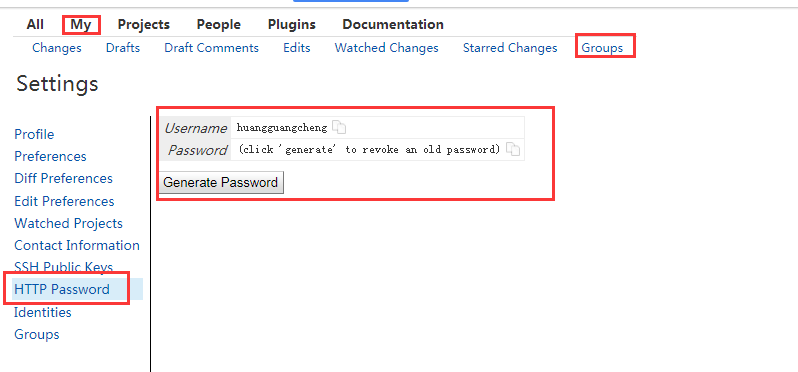 All My Projects People Plugins Documentation
Changes Drafts Draft Comments Edits Watched Changes Starred Changes Groups
Settings
Profile
Preferences
Diff Preferences
Edit Preferences
Watched Projects
Contact Information
SSH Public Keys
HTTP Password
Identities
Groups
Username huangguangcheng
Password (click 'generate' to revoke an old password)
Generate Password